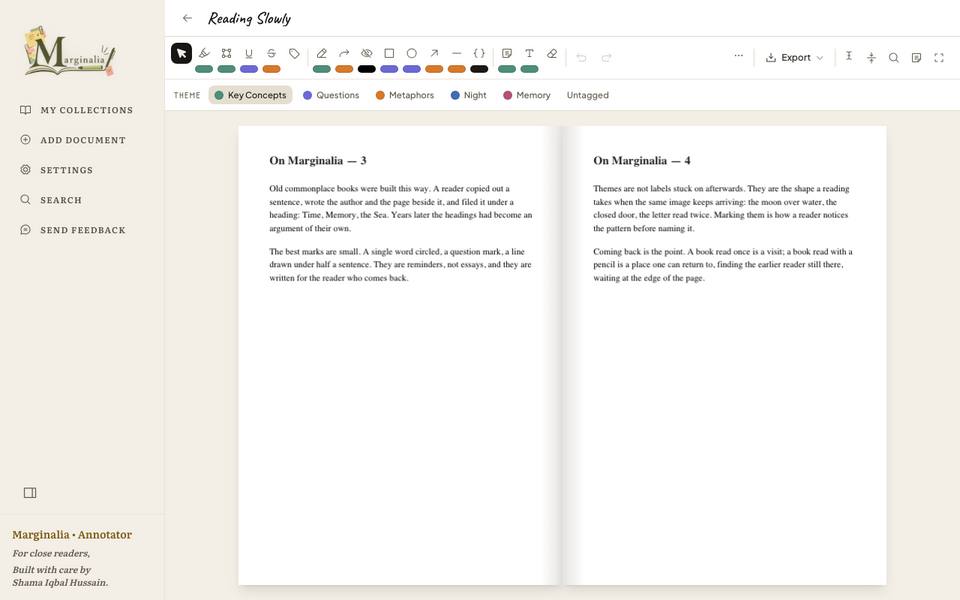 Marginalia
MY COLLECTIONS
ADD DOCUMENT
SETTINGS
SEARCH
SEND FEEDBACK
Marginalia • Annotator
For close readers,
Built with care by
Shama Iqbal Hussain.
Reading Slowly
Export
THEME Key Concepts Questions Metaphors Night Memory Untagged
On Marginalia — 3
Old commonplace books were built this way. A reader copied out a
sentence, wrote the author and the page beside it, and filed it under a
heading: Time, Memory, the Sea. Years later the headings had become an
argument of their own.
The best marks are small. A single word circled, a question mark, a line
drawn under half a sentence. They are reminders, not essays, and they are
written for the reader who comes back.
On Marginalia — 4
Themes are not labels stuck on afterwards. They are the shape a reading
takes when the same image keeps arriving: the moon over water, the
closed door, the letter read twice. Marking them is how a reader notices
the pattern before naming it.
Coming back is the point. A book read once is a visit; a book read with a
pencil is a place one can return to, finding the earlier reader still there,
waiting at the edge of the page.